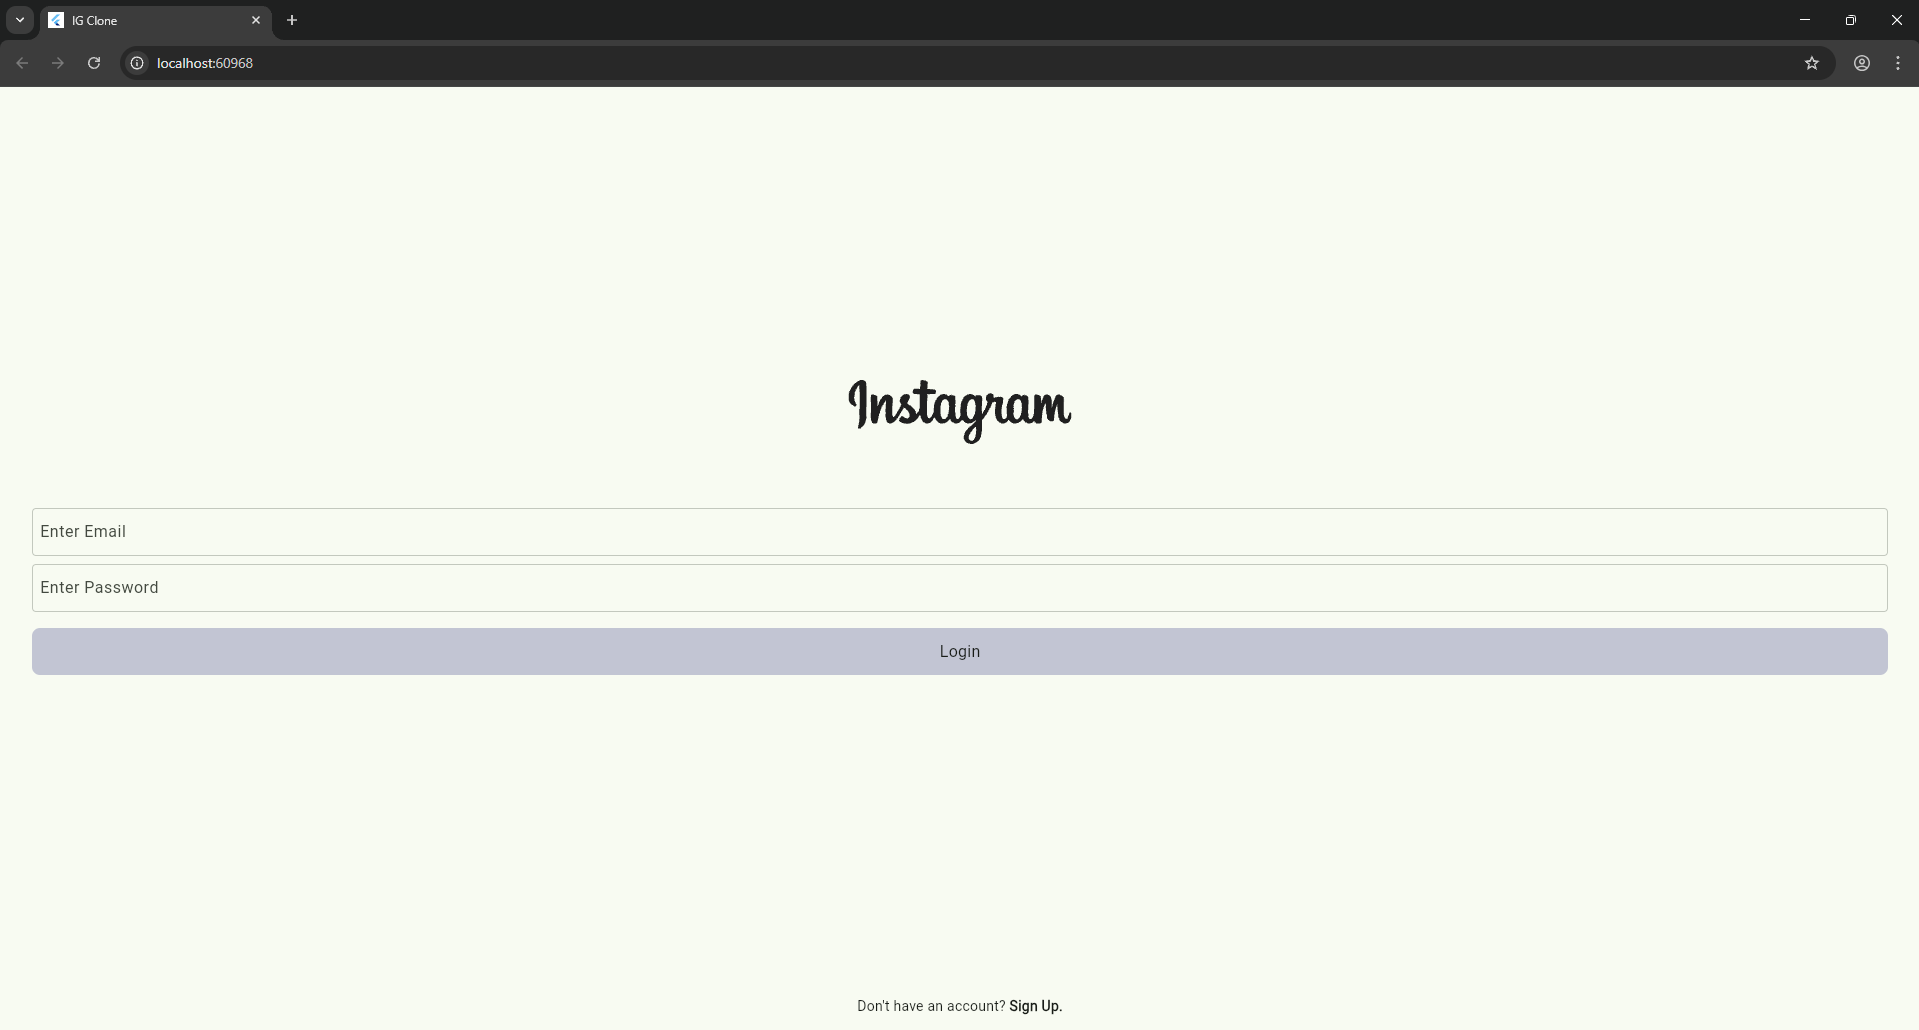 IG Clone
localhost:60968
Instagram
Enter Email
Enter Password
Login
Don't have an account? Sign Up.